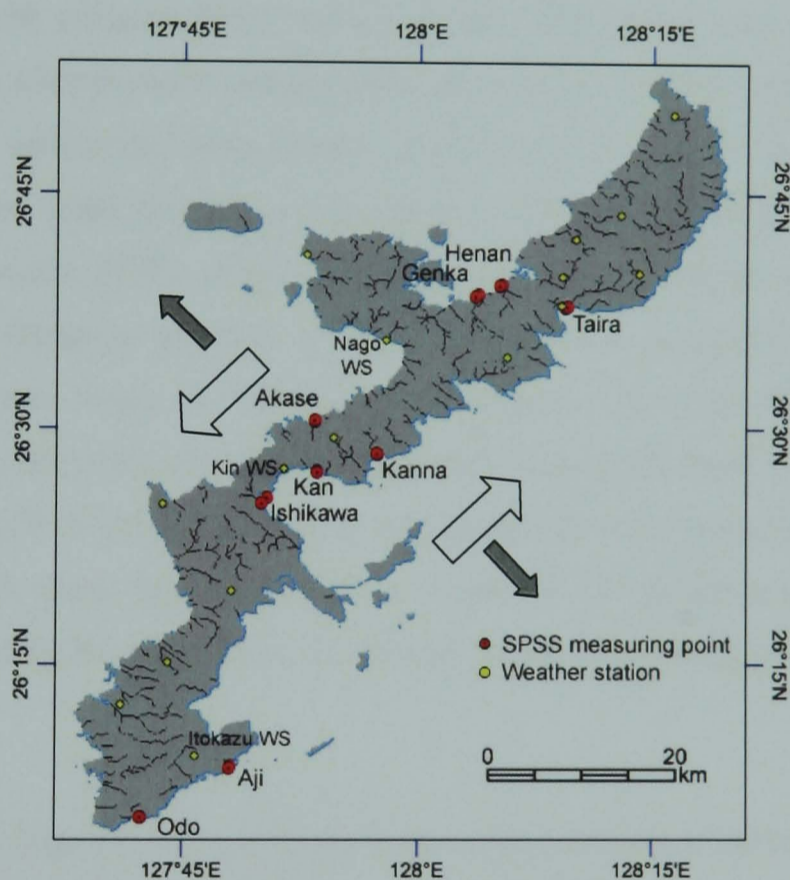 127°45'E 128°E 128°15'E
26°45'N 26°45'N
Henan
Genka
Taira
Nago
WS
Akase
26°30'N 26°30'N
Kin WS
Kanna
Kan
Ishikawa
SPSS measuring point
26°15'N 26°15'N
Weather station
Itokazu WS
0 20
km
Aji
Odo
127°45'E 128°E 128°15'E